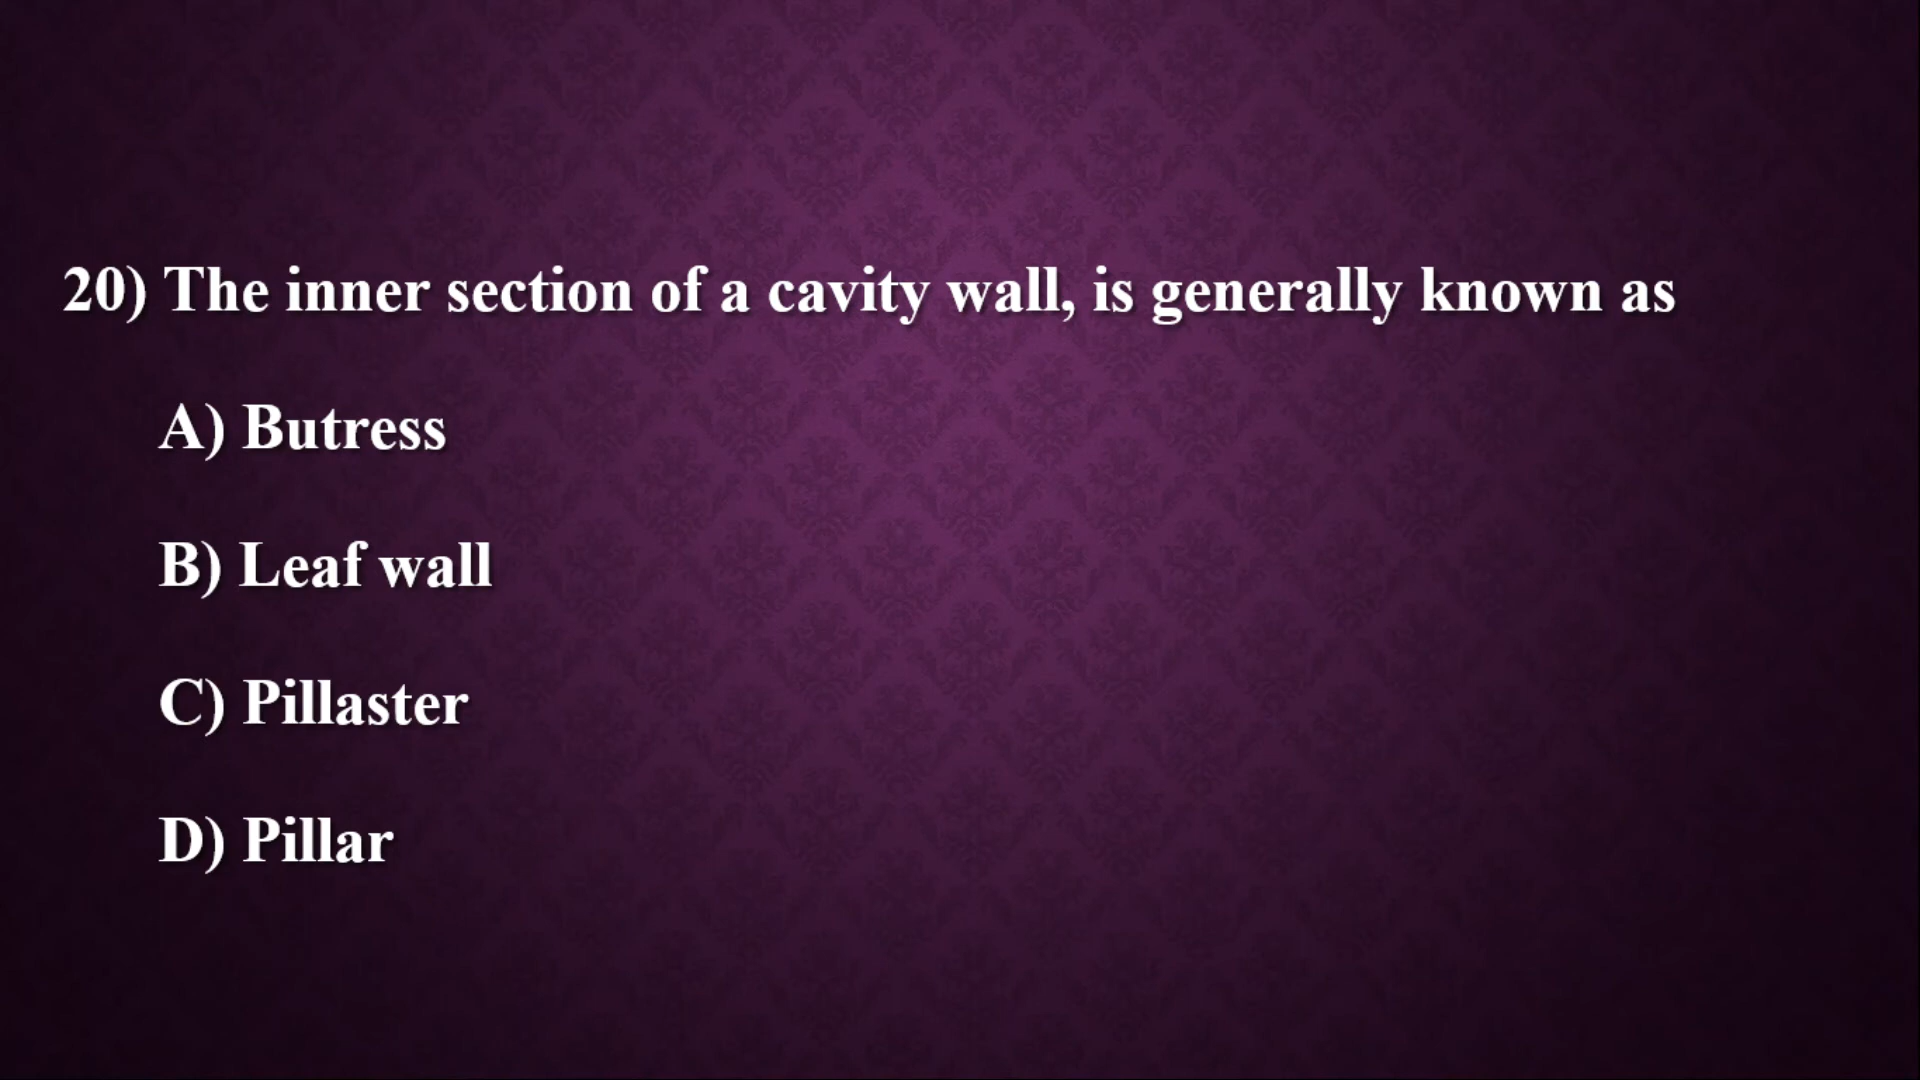 20) The inner section of a cavity wall, is generally known as
A) Butress
B) Leaf wall
C) Pillaster
D) Pillar